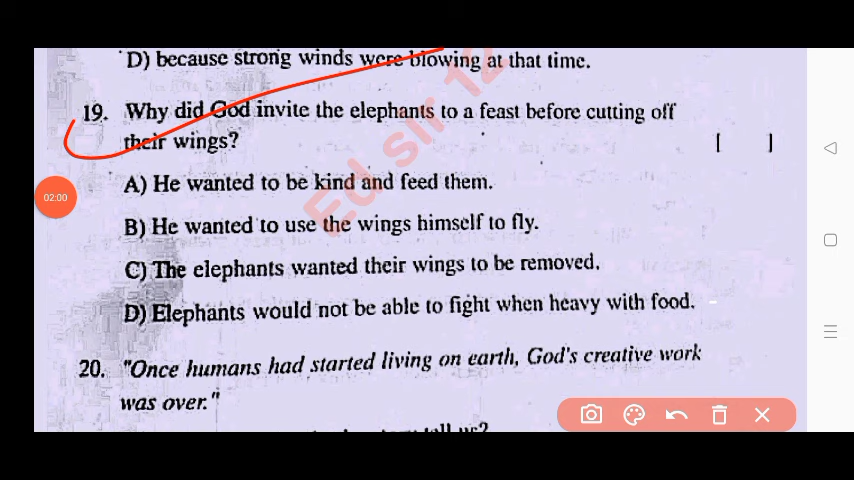 D) because strong winds were blowing at that time.
19. Why did God invite the elephants to a feast before cutting off
their wings? [ ]
A) He wanted to be kind and feed them.
02:00
B) He wanted to use the wings himself to fly.
C) The elephants wanted their wings to be removed.
D) Elephants would not be able to fight when heavy with food.
20. "Once humans had started living on earth, God's creative work
was over."
Ed sir 12